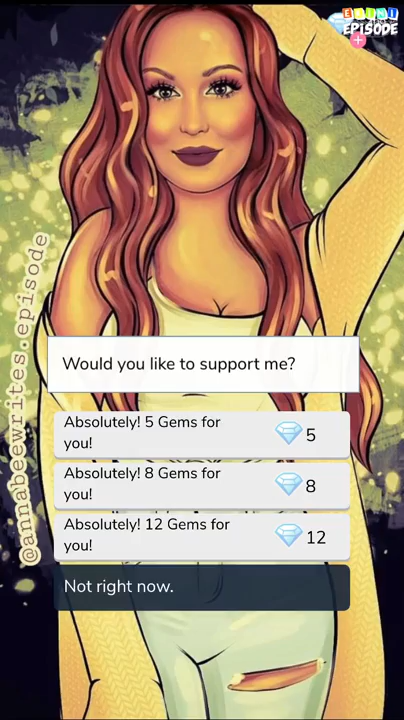 EZINI
EPISODE
@annabeewrites.episode
Would you like to support me?
Absolutely! 5 Gems for
you!
5
Absolutely! 8 Gems for
you!
8
Absolutely! 12 Gems for
you!
12
Not right now.